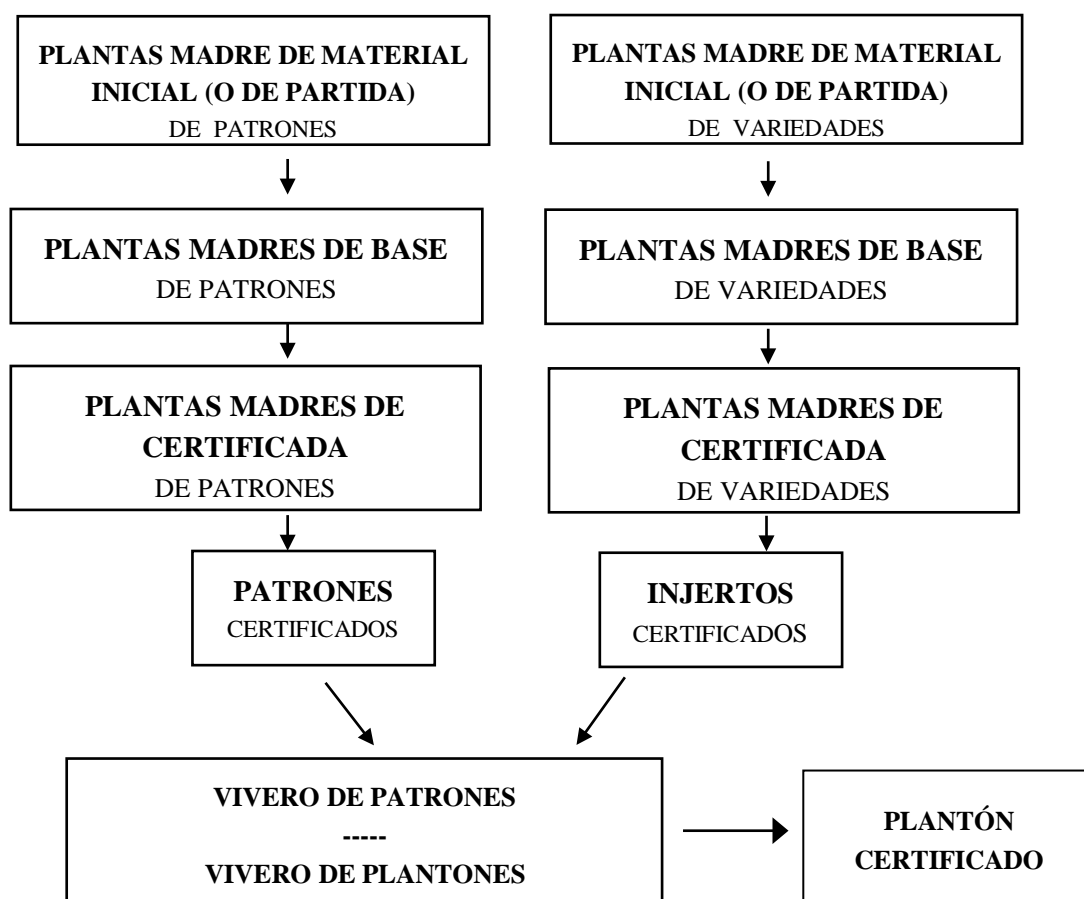 PLANTAS MADRE DE MATERIAL
INICIAL (O DE PARTIDA)
DE PATRONES
PLANTAS MADRE DE MATERIAL
INICIAL (O DE PARTIDA)
DE VARIEDADES
PLANTAS MADRES DE BASE
DE PATRONES
PLANTAS MADRES DE BASE
DE VARIEDADES
PLANTAS MADRES DE
CERTIFICADA
DE PATRONES
PLANTAS MADRES DE
CERTIFICADA
DE VARIEDADES
PATRONES
CERTIFICADOS
INJERTOS
CERTIFICADOS
VIVERO DE PATRONES
-----
VIVERO DE PLANTONES
PLANTÓN
CERTIFICADO